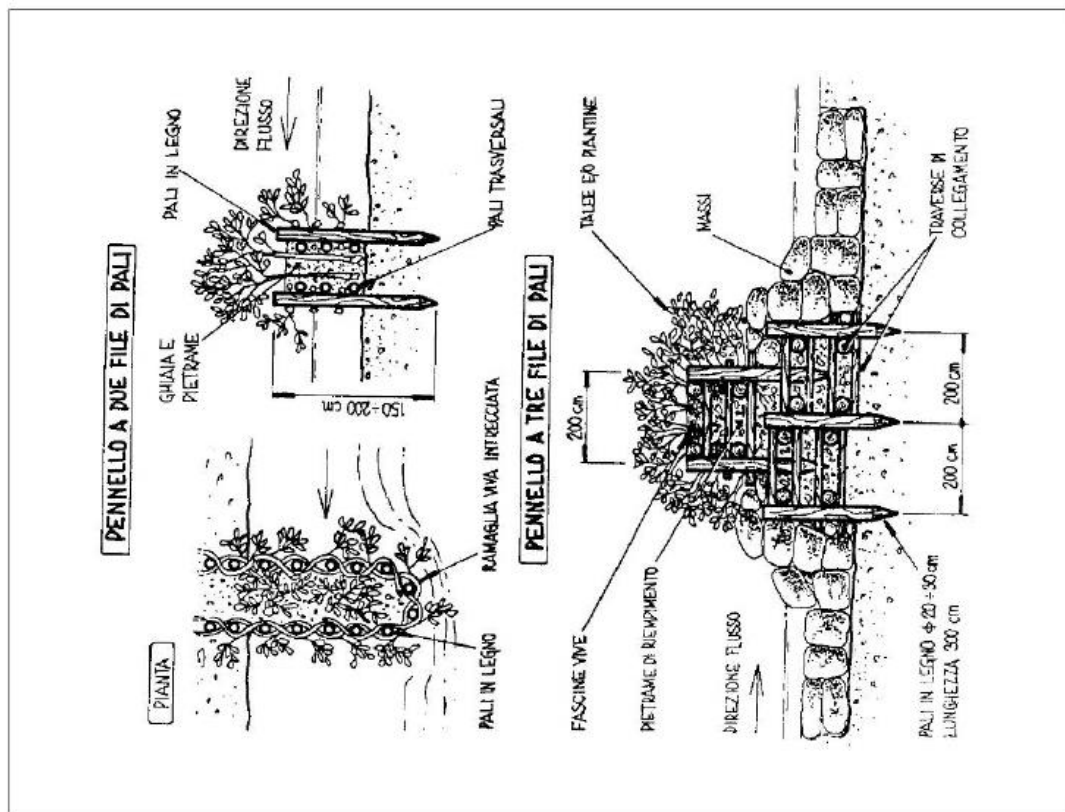 PENNELLO A DUE FILE DI PALI
PIANTA
GHIAIA E
PIETRAME
PALI IN LEGNO
DIREZIONE
FLUSSO
150÷200 cm
PALI TRASVERSALI
PALI IN LEGNO
RAMAGLIA VIVA INTRECCIATA
PENNELLO A TRE FILE DI PALI
FASCINE VIVE
200 cm
TALEE E/O PIANTINE
PIETRAME DI RIEMPIMENTO
MASSI
DIREZIONE FLUSSO
PALI IN LEGNO Φ 20÷30 cm
LUNGHEZZA 300 cm
200 cm
200 cm
TRAVERSE DI
COLLEGAMENTO